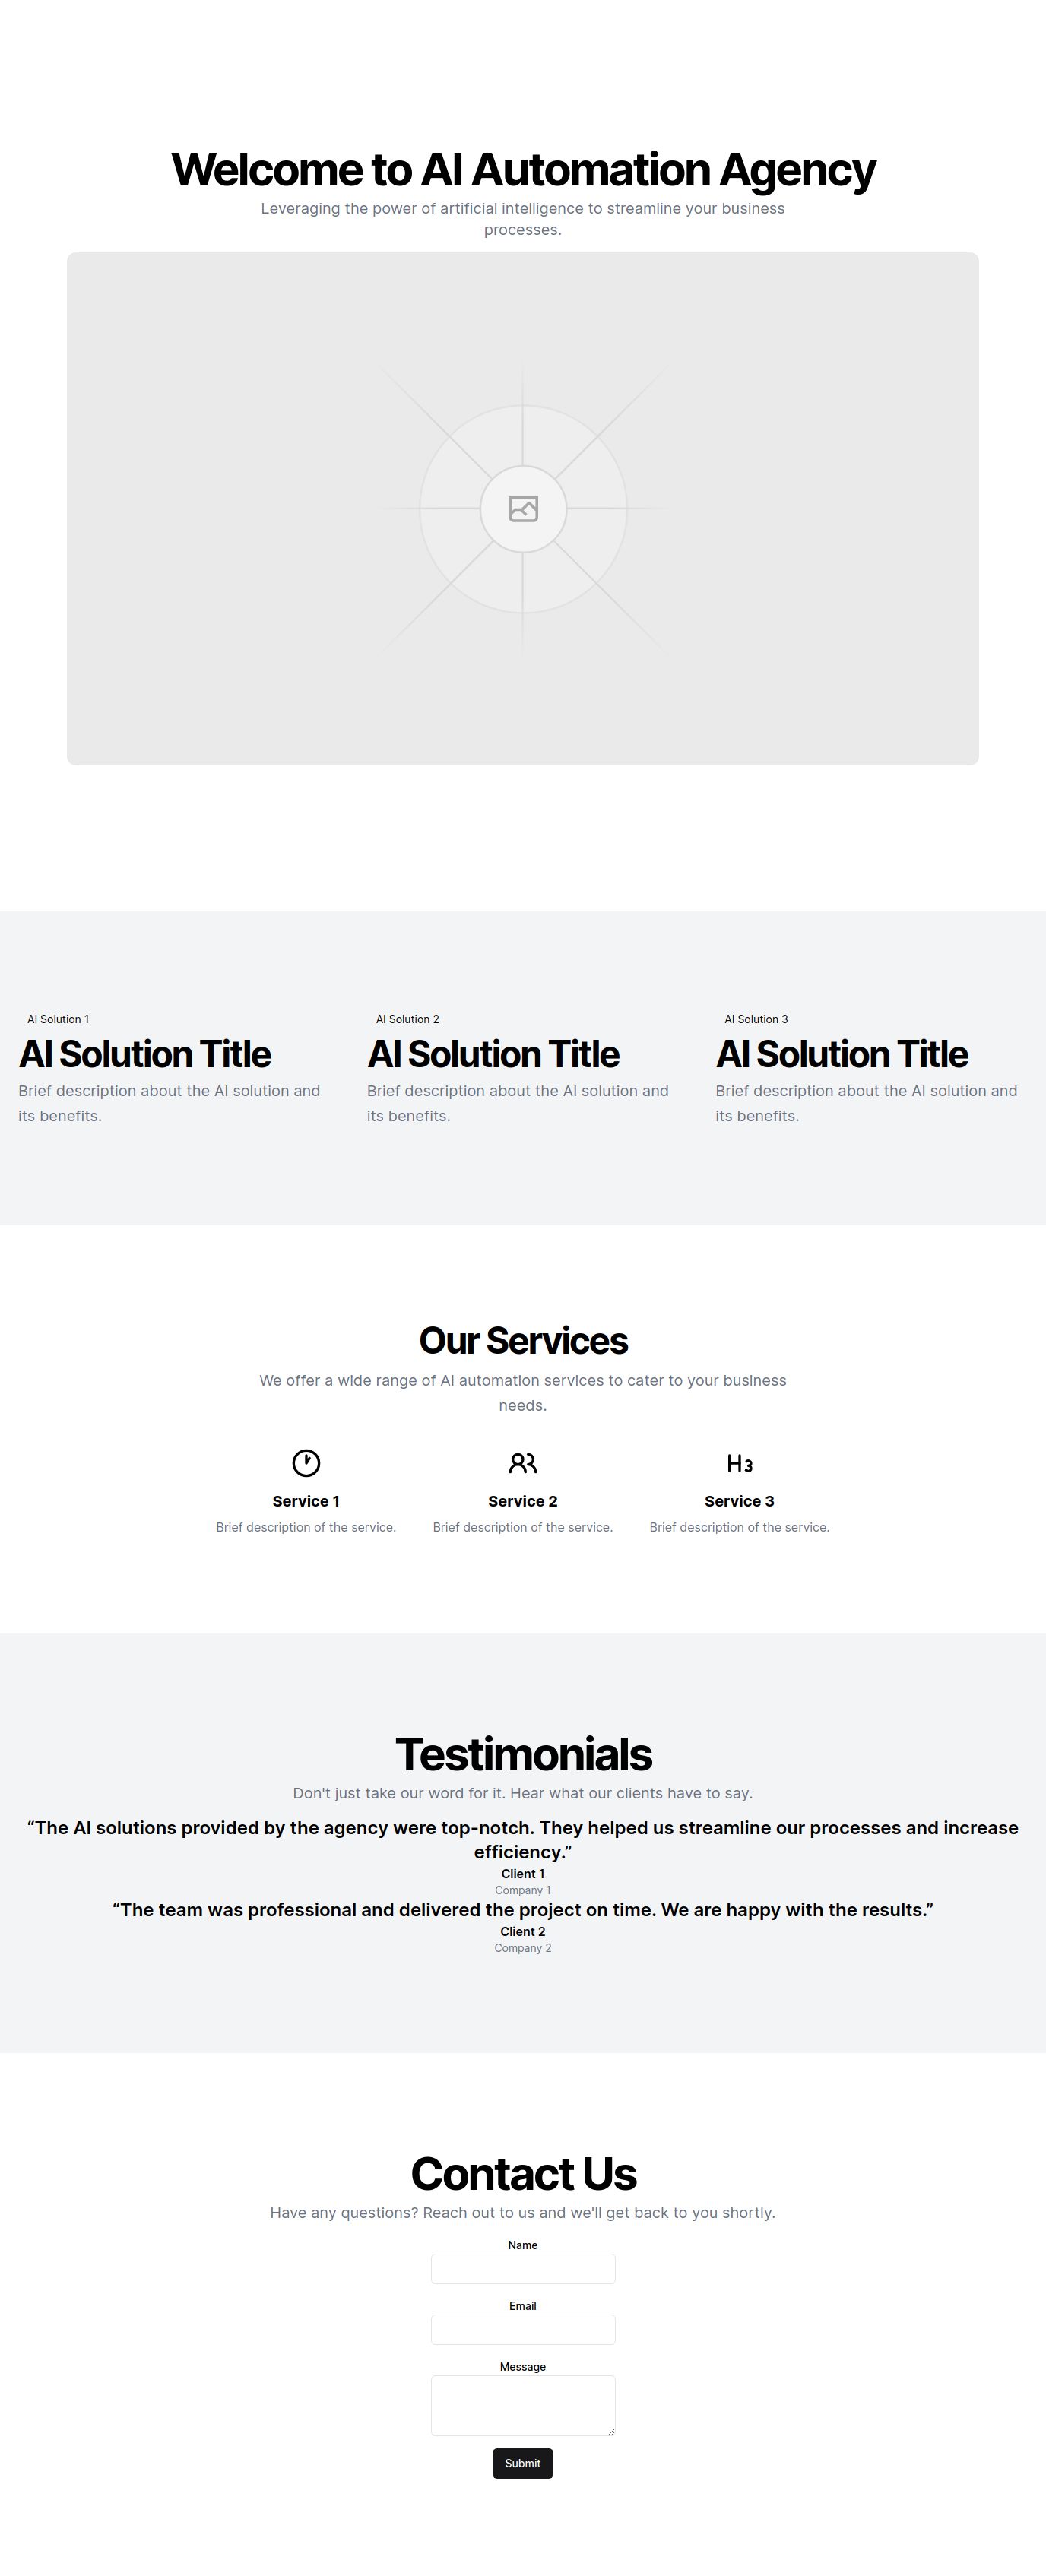 Welcome to AI Automation Agency
Leveraging the power of artificial intelligence to streamline your business
processes.
AI Solution 1
AI Solution Title
Brief description about the AI solution and
its benefits.
AI Solution 2
AI Solution Title
Brief description about the AI solution and
its benefits.
AI Solution 3
AI Solution Title
Brief description about the AI solution and
its benefits.
Our Services
We offer a wide range of AI automation services to cater to your business
needs.
Service 1
Brief description of the service.
Service 2
Brief description of the service.
H3
Service 3
Brief description of the service.
Testimonials
Don't just take our word for it. Hear what our clients have to say.
“The AI solutions provided by the agency were top-notch. They helped us streamline our processes and increase
efficiency.”
Client 1
Company 1
“The team was professional and delivered the project on time. We are happy with the results.”
Client 2
Company 2
Contact Us
Have any questions? Reach out to us and we'll get back to you shortly.
Name
Email
Message
Submit